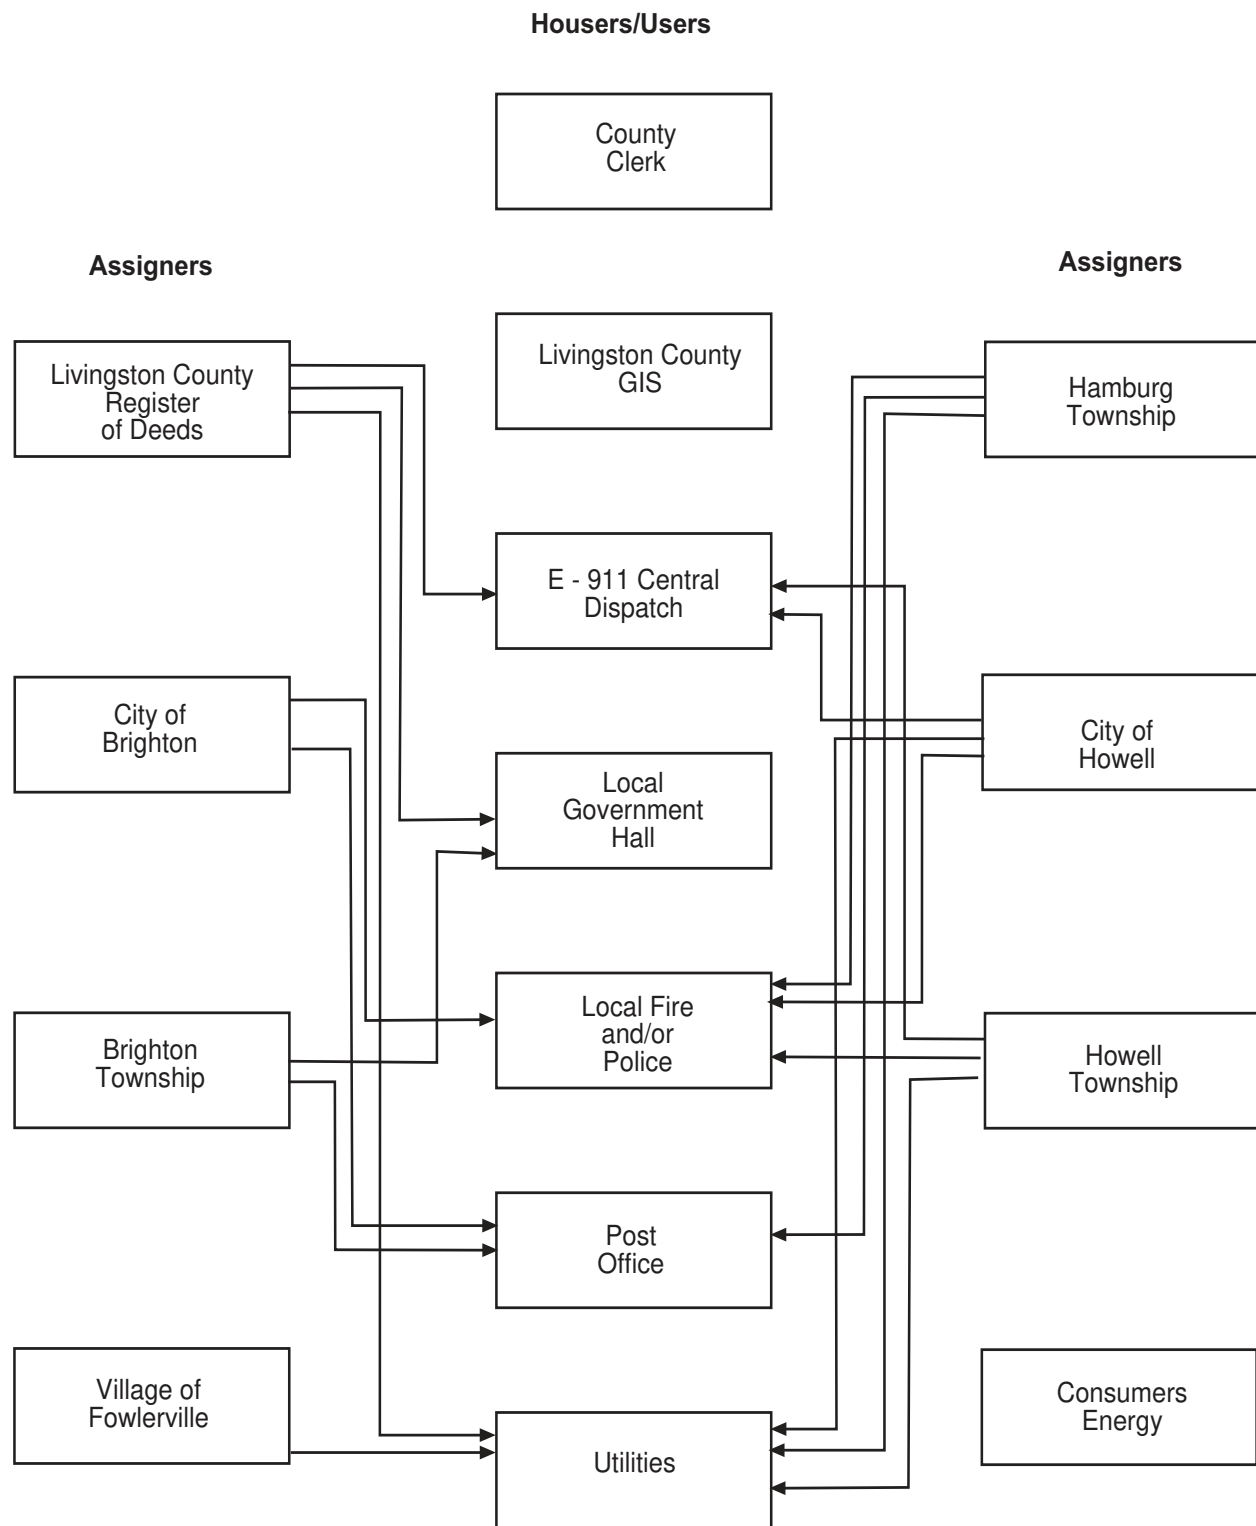 Housers/Users
County
Clerk
Assigners
Assigners
Livingston County
Register
of Deeds
Livingston County
GIS
Hamburg
Township
E - 911 Central
Dispatch
City of
Brighton
City of
Howell
Local
Government
Hall
Brighton
Township
Local Fire
and/or
Police
Howell
Township
Post
Office
Village of
Fowlerville
Consumers
Energy
Utilities